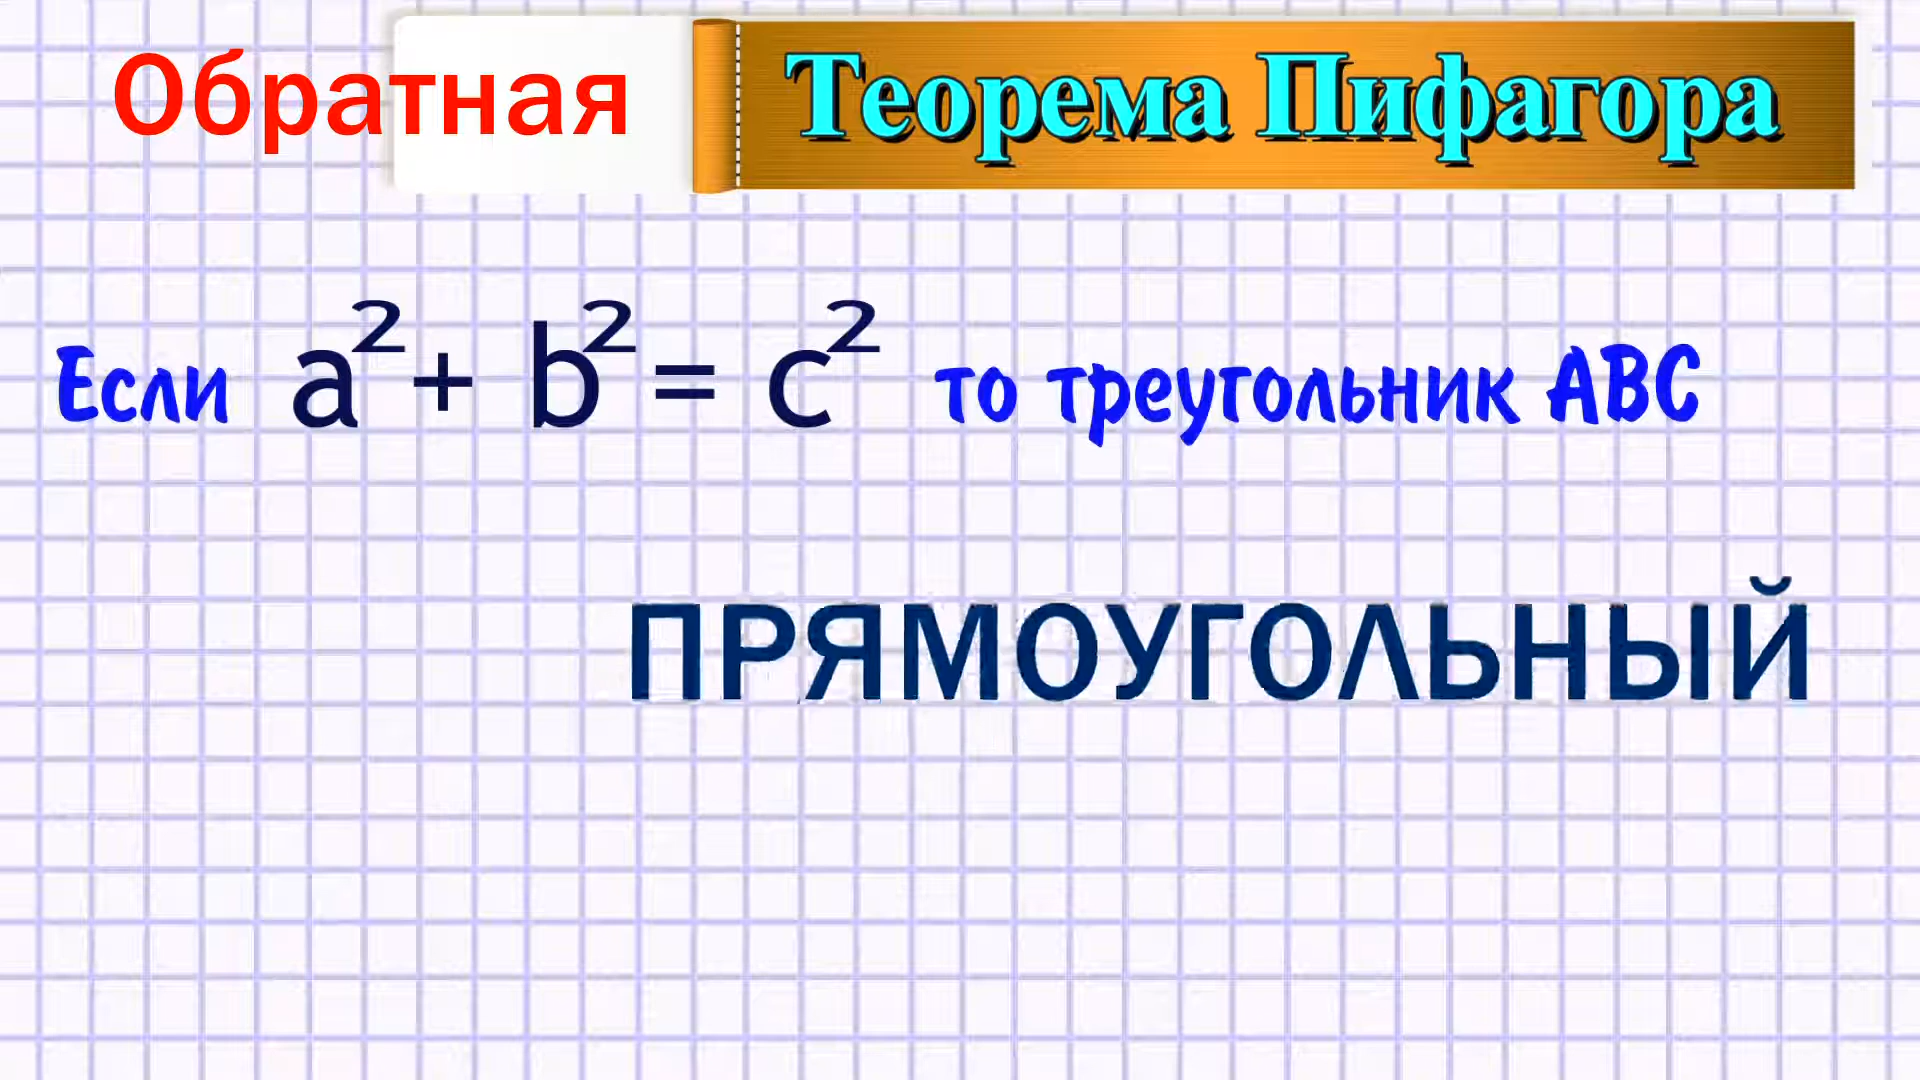 Обратная Теорема Пифагора
Если a² + b² = c² то треугольник ABC
ПРЯМОУГОЛЬНЫЙ